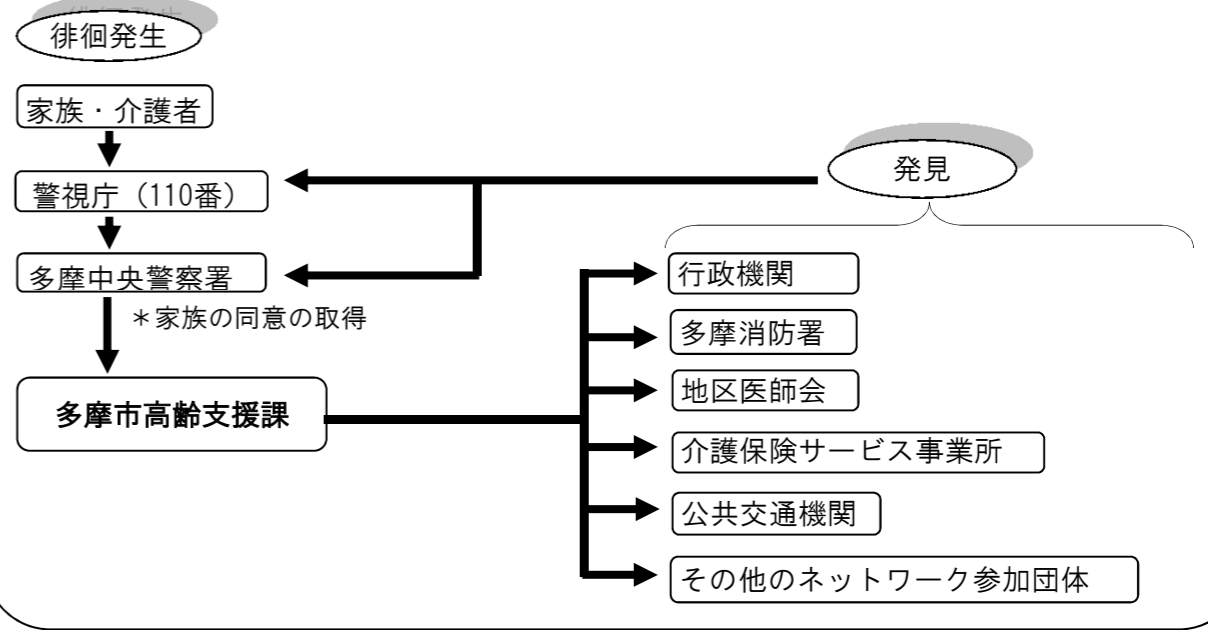 徘徊発生
家族・介護者
警視庁（110番）
多摩中央警察署
＊家族の同意の取得
多摩市高齢支援課
発見
行政機関
多摩消防署
地区医師会
介護保険サービス事業所
公共交通機関
その他のネットワーク参加団体